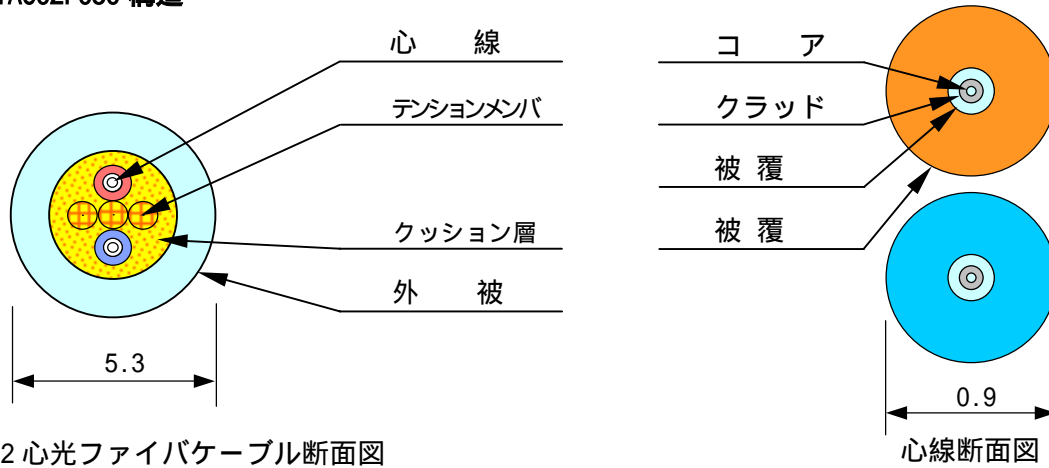 構造
心線
テンションメンバ
クッション層
外被
5.3
2心光ファイバケーブル断面図
コア
クラッド
被覆
被覆
0.9
心線断面図